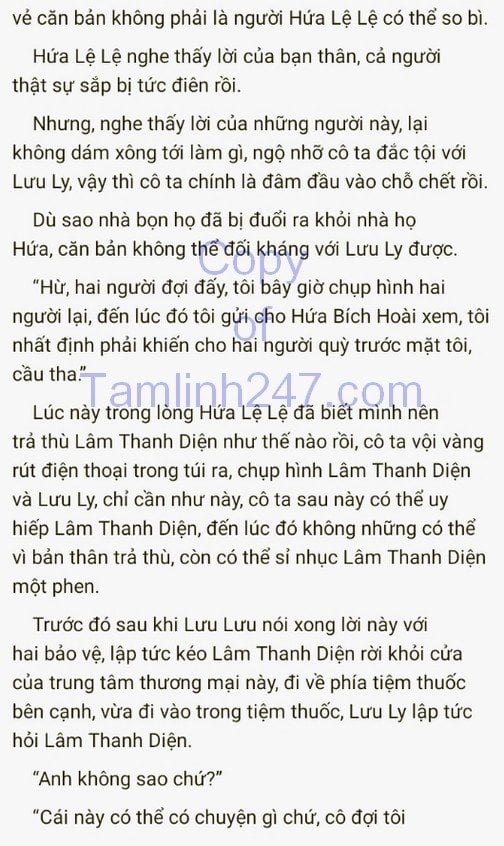 vẻ căn bản không phải là người Hứa Lệ Lệ có thể so bì.
Hứa Lệ Lệ nghe thấy lời của bạn thân, cả người
thật sự sắp bị tức điên rồi.
Nhưng, nghe thấy lời của những người này, lại
không dám xông tới làm gì, ngộ nhỡ cô ta đắc tội với
Lưu Ly, vậy thì cô ta chính là đâm đầu vào chỗ chết rồi.
Dù sao nhà bọn họ đã bị đuổi ra khỏi nhà họ
Hứa, căn bản không thể đối kháng với Lưu Ly được.
Copy
“Hừ, hai người đợi đấy, tôi bây giờ chụp hình hai
người lại, đến lúc đó tôi gửi cho Hứa Bích Hoài xem, tôi
of
nhất định phải khiến cho hai người quỳ trước mặt tôi,
cầu tha.”
Tamlinh247.com
Lúc này trong lòng Hứa Lệ Lệ đã biết mình nên
trả thù Lâm Thanh Diện như thế nào rồi, cô ta vội vàng
rút điện thoại trong túi ra, chụp hình Lâm Thanh Diện
và Lưu Ly, chỉ cần như này, cô ta sau này có thể uy
hiếp Lâm Thanh Diện, đến lúc đó không những có thể
vì bản thân trả thù, còn có thể sỉ nhục Lâm Thanh Diện
một phen.
Trước đó sau khi Lưu Lưu nói xong lời này với
hai bảo vệ, lập tức kéo Lâm Thanh Diện rời khỏi cửa
của trung tâm thương mại này, đi về phía tiệm thuốc
bên cạnh, vừa đi vào trong tiệm thuốc, Lưu Ly lập tức
hỏi Lâm Thanh Diện.
“Anh không sao chứ?”
“Cái này có thể có chuyện gì chứ, cô đợi tôi